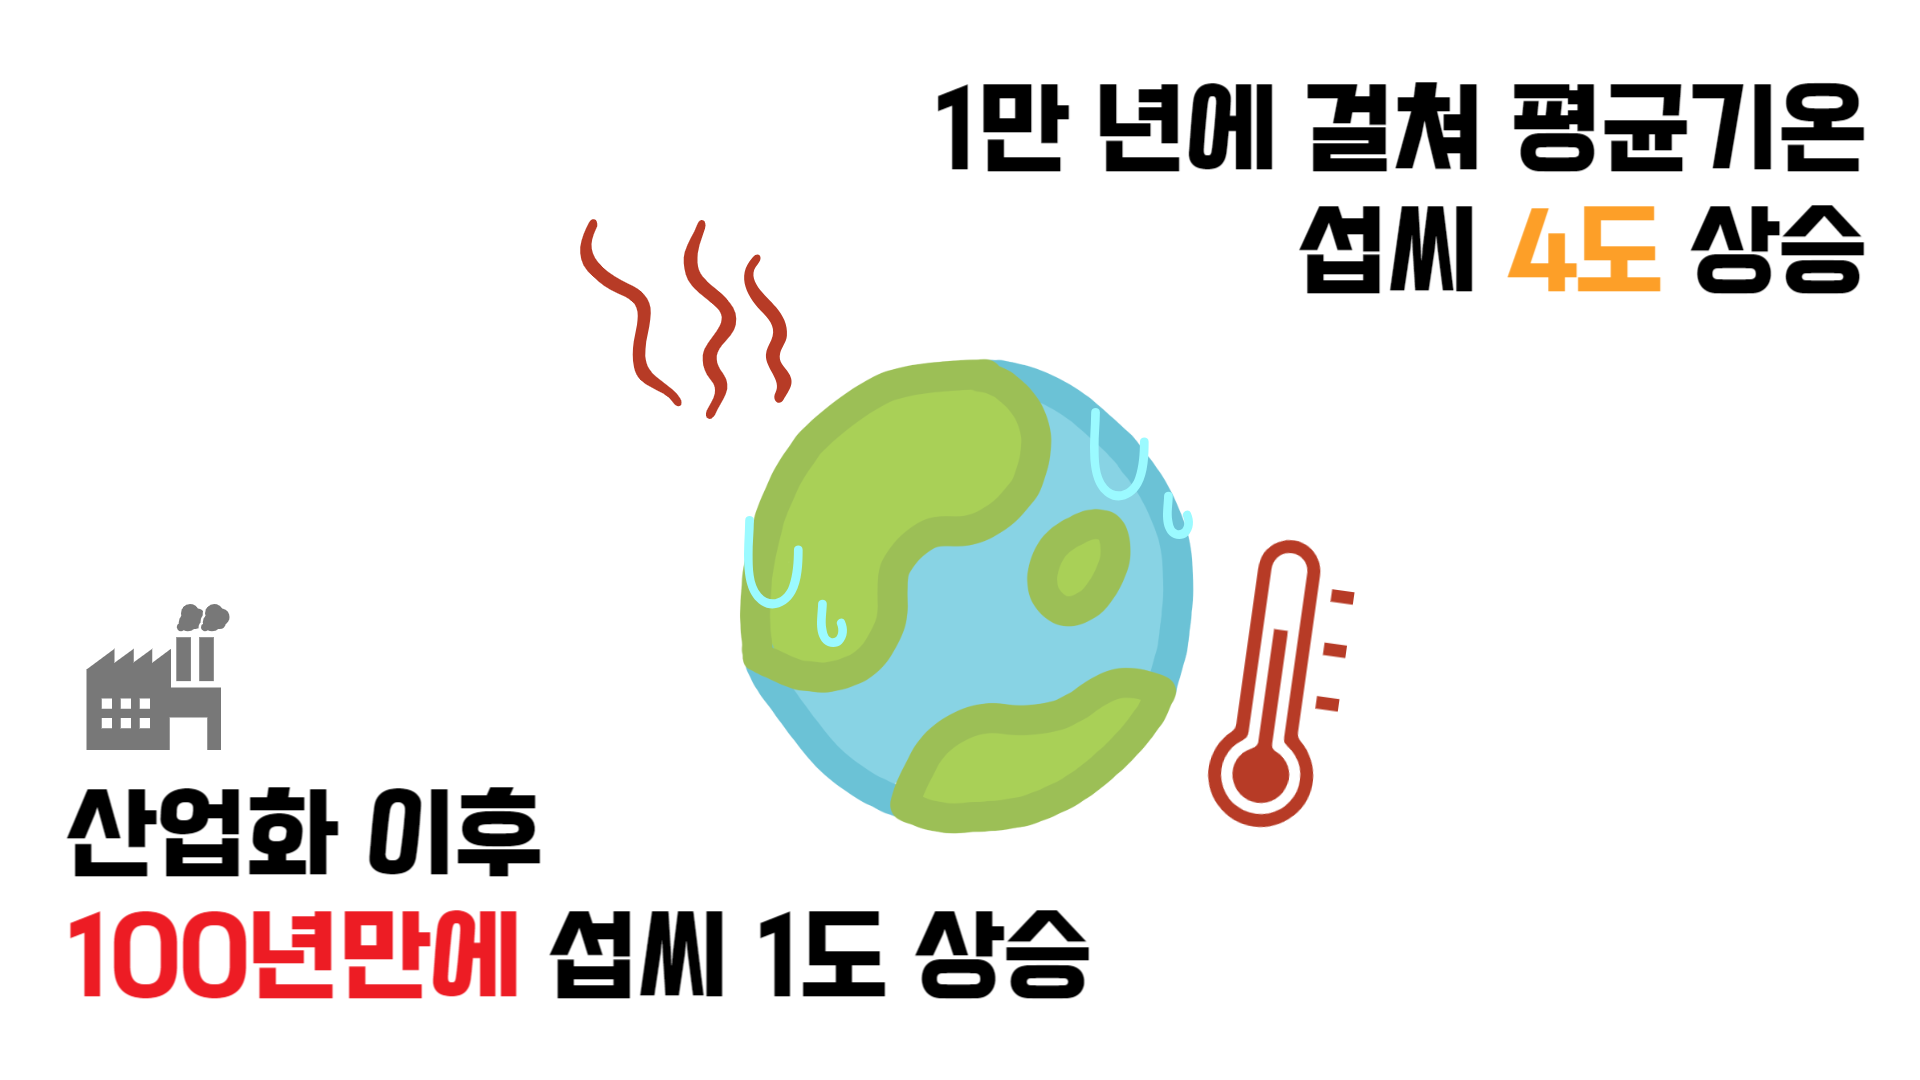 1만 년에 걸쳐 평균기온
섭씨 4도 상승
산업화 이후
100년만에 섭씨 1도 상승